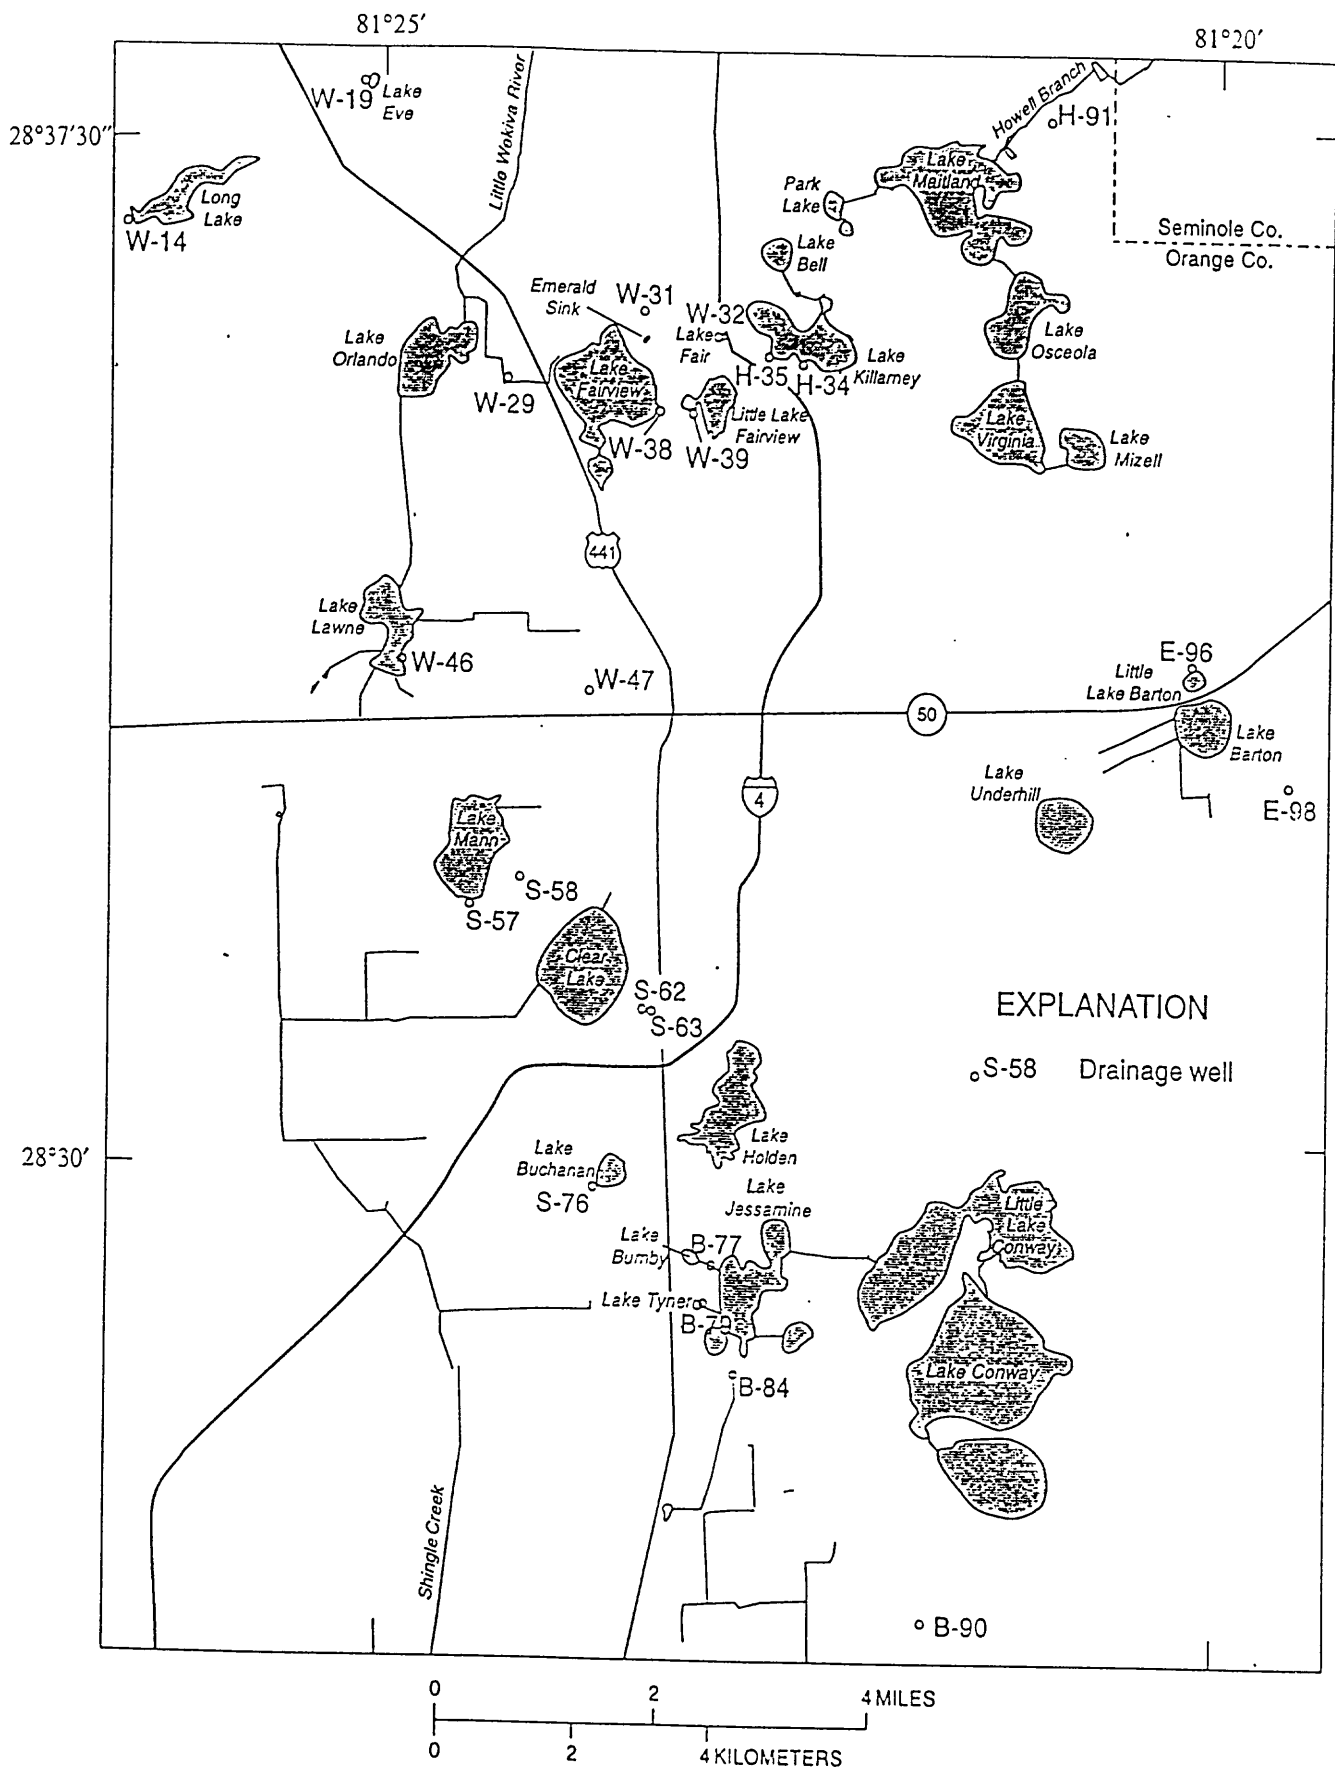 81°25′
81°20′
28°37′30″
W-19
Lake
Eve
Little Wekiva River
Howell Branch
H-91
Long
Lake
W-14
Park
Lake
Lake
Maitland
Seminole Co.
Orange Co.
Lake
Bell
Emerald
Sink
W-31
W-32
Lake
Fair
Lake
Orlando
Lake
Osceola
Lake
Killarney
H-35
H-34
Lake
Fairview
W-29
W-38
W-39
Little Lake
Fairview
Lake
Virginia
Lake
Mizell
441
Lake
Lawne
W-46
W-47
E-96
Little
Lake Barton
50
Lake
Barton
Lake
Underhill
E-98
4
Lake
Mann
S-58
S-57
Clear
Lake
S-62
S-63
EXPLANATION
S-58 Drainage well
28°30′
Lake
Holden
Lake
Buchanan
S-76
Lake
Jessamine
Little
Lake
Conway
Lake
Bumby
B-77
Lake Tyner
B-79
B-84
Lake Conway
Shingle Creek
B-90
0 2 4 MILES
0 2 4 KILOMETERS